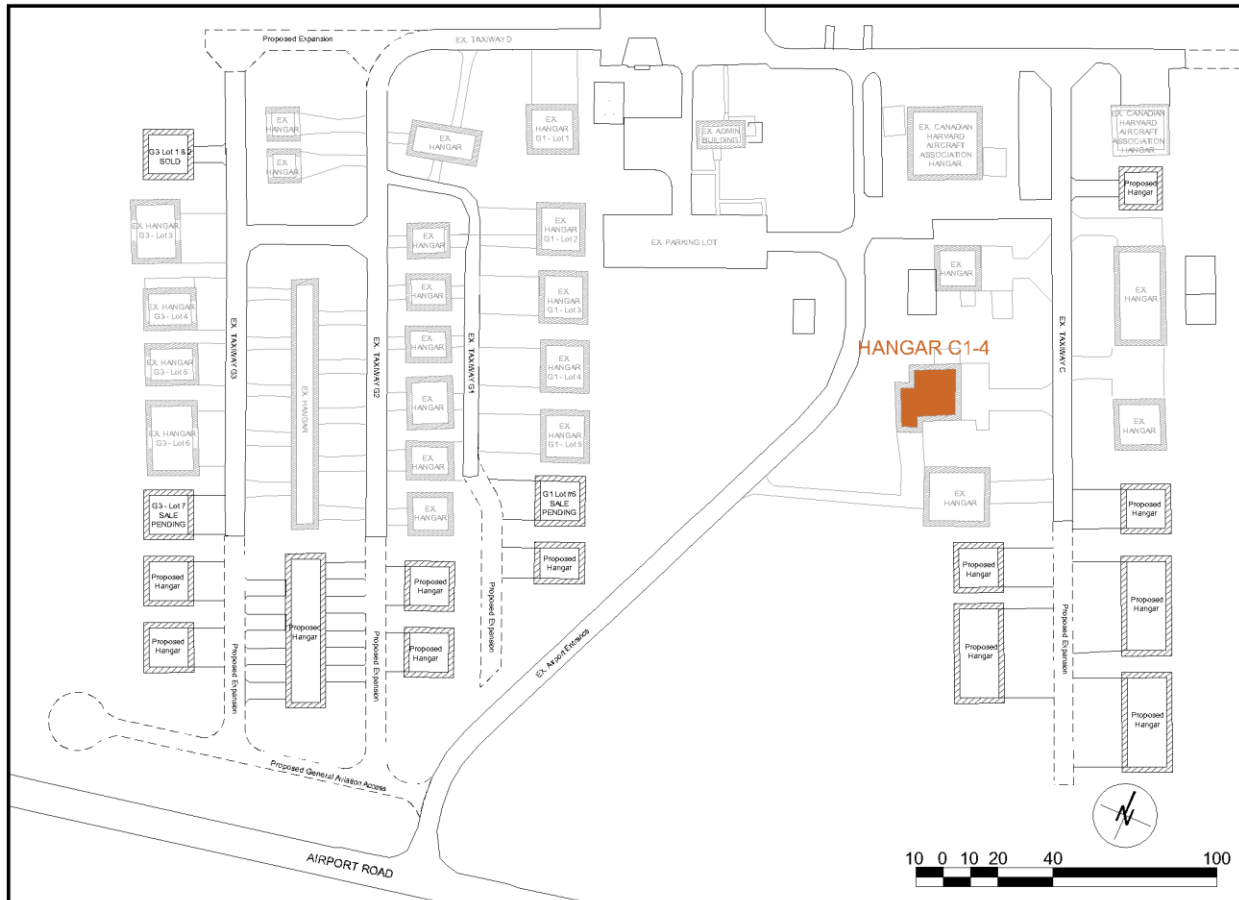 Proposed Expansion
EX. TAXIWAY D
EX.
HANGAR
EX.
HANGAR
EX.
HANGAR
EX.
HANGAR
G1 - Lot 1
EX. ADMIN
BUILDING
EX. CANADIAN
HARVARD
AIRCRAFT
ASSOCIATION
HANGAR
EX. CANADIAN
HARVARD
AIRCRAFT
ASSOCIATION
HANGAR
G3 Lot 1 & 2
SOLD
Proposed
Hangar
EX. HANGAR
G3 - Lot 3
EX.
HANGAR
EX.
HANGAR
G1 - Lot 2
EX. PARKING LOT
EX.
HANGAR
EX.
HANGAR
EX. HANGAR
G3 - Lot 4
EX.
HANGAR
EX.
HANGAR
G1 - Lot 3
EX. TAXIWAY G3
EX. TAXIWAY G2
EX. TAXIWAY G1
EX. TAXIWAY C
HANGAR C1-4
EX. HANGAR
G3 - Lot 5
EX. HANGAR
EX.
HANGAR
EX.
HANGAR
G1 - Lot 4
EX.
HANGAR
EX. HANGAR
G3 - Lot 6
EX.
HANGAR
EX.
HANGAR
G1 - Lot 5
EX.
HANGAR
EX.
HANGAR
G3 - Lot 7
SALE
PENDING
EX.
HANGAR
G1 Lot #6
SALE
PENDING
Proposed
Hangar
Proposed
Hangar
Proposed
Hangar
Proposed
Hangar
Proposed
Hangar
Proposed
Hangar
Proposed Expansion
Proposed
Hangar
Proposed
Hangar
Proposed
Hangar
Proposed
Hangar
Proposed Expansion
Proposed Expansion
Proposed Expansion
Ex. Airport Entrance
Proposed
Hangar
Proposed General Aviation Access
AIRPORT ROAD
N
10 0 10 20 40 100